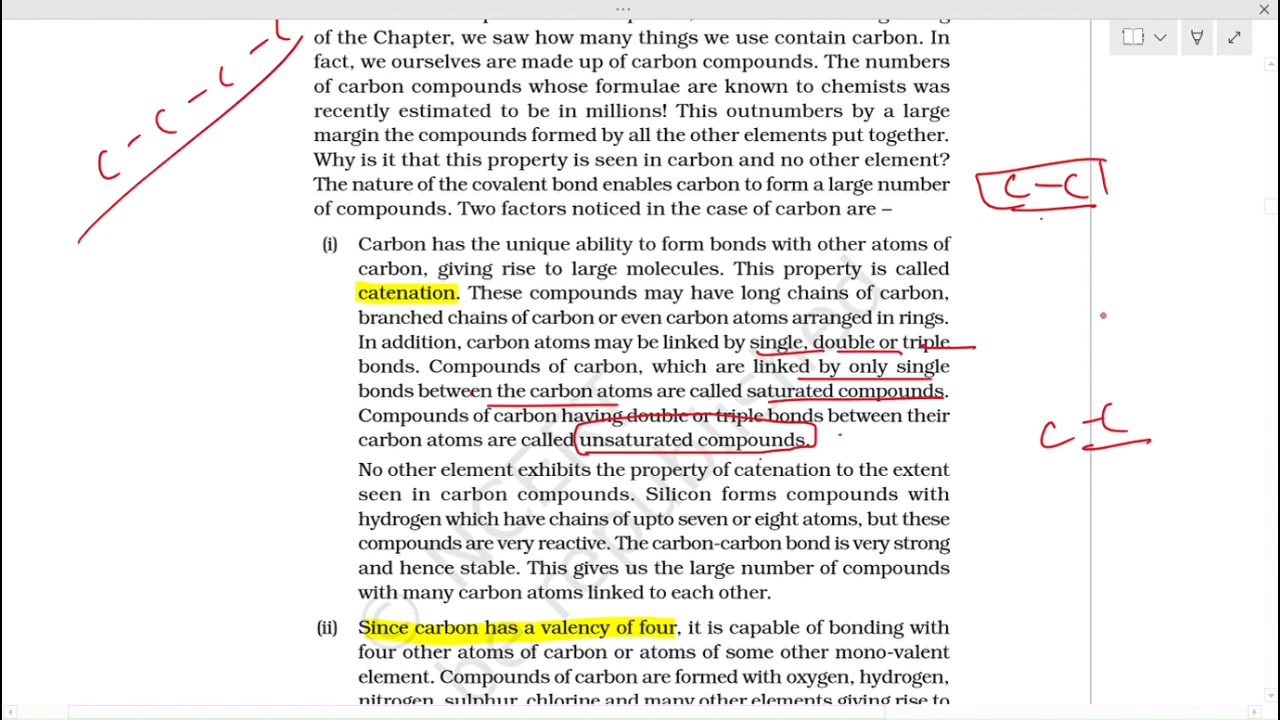 of the Chapter, we saw how many things we use contain carbon. In
fact, we ourselves are made up of carbon compounds. The numbers
of carbon compounds whose formulae are known to chemists was
recently estimated to be in millions! This outnumbers by a large
margin the compounds formed by all the other elements put together.
Why is it that this property is seen in carbon and no other element?
The nature of the covalent bond enables carbon to form a large number
of compounds. Two factors noticed in the case of carbon are –
C – C – C – C
C – C
(i) Carbon has the unique ability to form bonds with other atoms of
carbon, giving rise to large molecules. This property is called
catenation. These compounds may have long chains of carbon,
branched chains of carbon or even carbon atoms arranged in rings.
In addition, carbon atoms may be linked by single, double or triple
bonds. Compounds of carbon, which are linked by only single
bonds between the carbon atoms are called saturated compounds.
Compounds of carbon having double or triple bonds between their
carbon atoms are called unsaturated compounds.
C – C
No other element exhibits the property of catenation to the extent
seen in carbon compounds. Silicon forms compounds with
hydrogen which have chains of upto seven or eight atoms, but these
compounds are very reactive. The carbon-carbon bond is very strong
and hence stable. This gives us the large number of compounds
with many carbon atoms linked to each other.
(ii) Since carbon has a valency of four, it is capable of bonding with
four other atoms of carbon or atoms of some other mono-valent
element. Compounds of carbon are formed with oxygen, hydrogen,
nitrogen, sulphur, chlorine and many other elements giving rise to
© NCERT
be republished